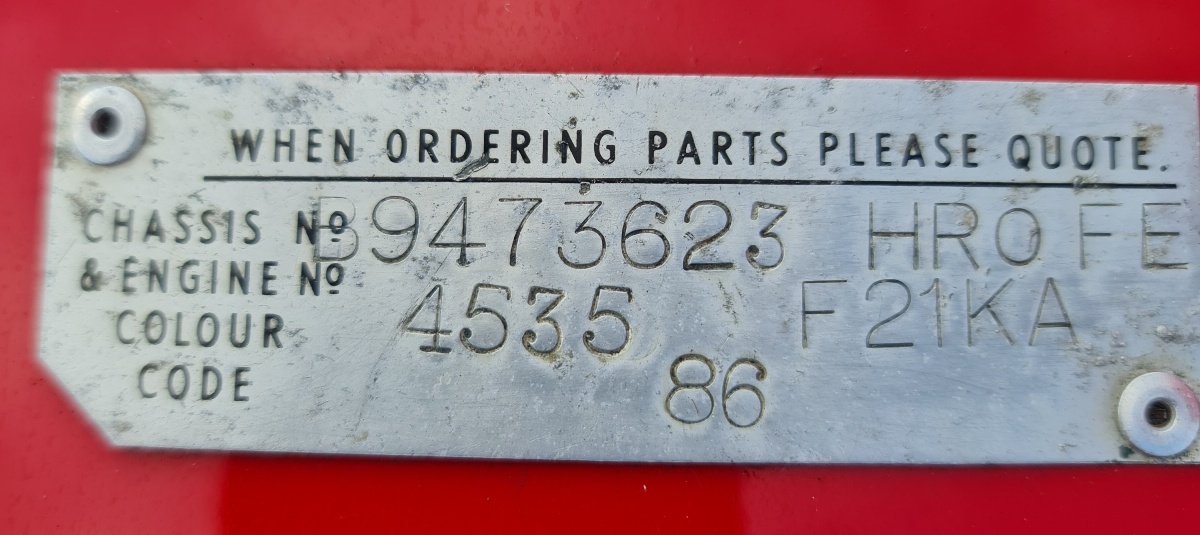 WHEN ORDERING PARTS PLEASE QUOTE.
CHASSIS Nº B9473623 HRO FE
& ENGINE Nº 4535 F21KA
COLOUR
CODE 86